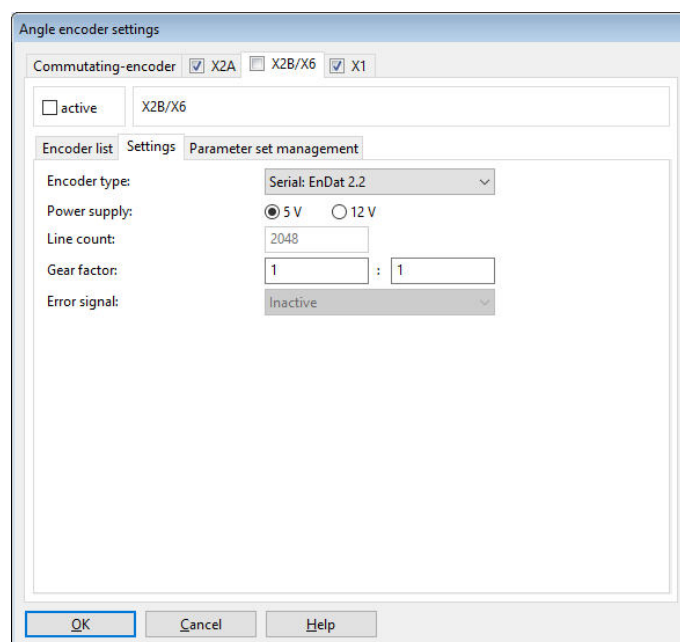 Angle encoder settings
Commutating-encoder X2A X2B/X6 X1
active X2B/X6
Encoder list Settings Parameter set management
Encoder type: Serial: EnDat 2.2
Power supply: 5 V 12 V
Line count: 2048
Gear factor: 1 : 1
Error signal: Inactive
OK Cancel Help